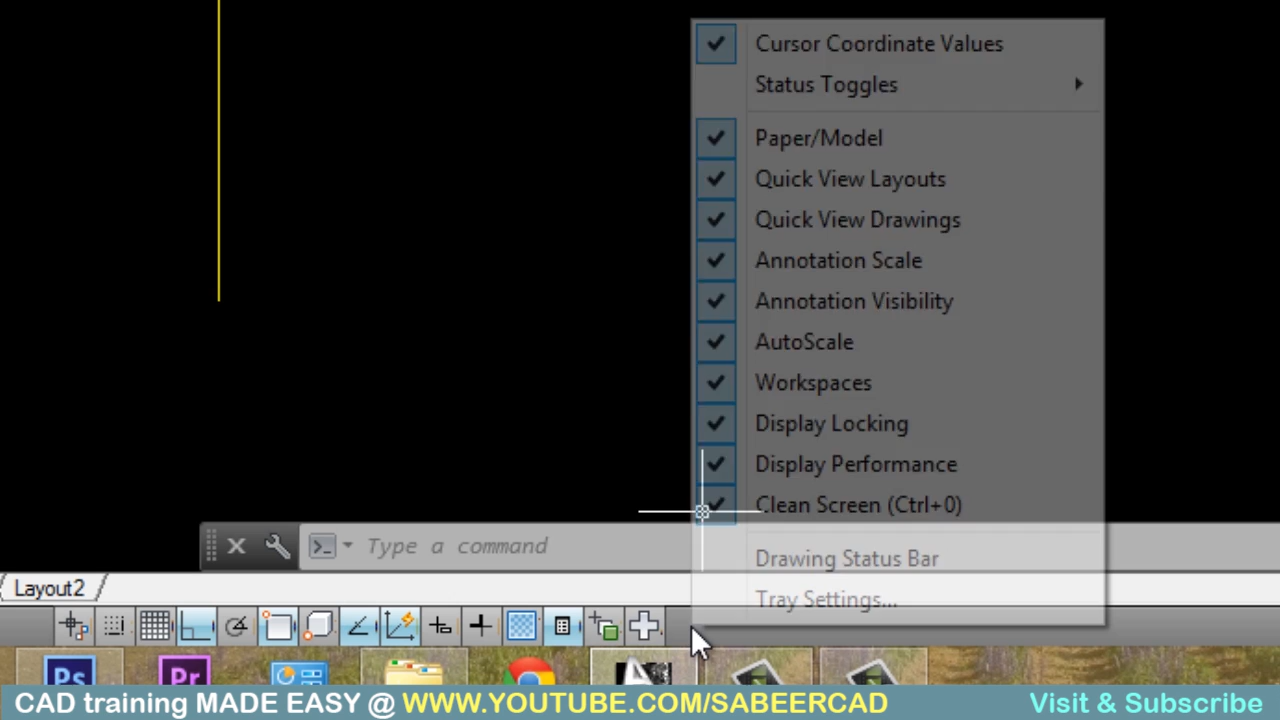 Cursor Coordinate Values
Status Toggles
Paper/Model
Quick View Layouts
Quick View Drawings
Annotation Scale
Annotation Visibility
AutoScale
Workspaces
Display Locking
Display Performance
Clean Screen (Ctrl+0)
Type a command
Drawing Status Bar
Layout2
Tray Settings...
Ps
Pr
CAD training MADE EASY @ WWW.YOUTUBE.COM/SABEERCAD
Visit & Subscribe